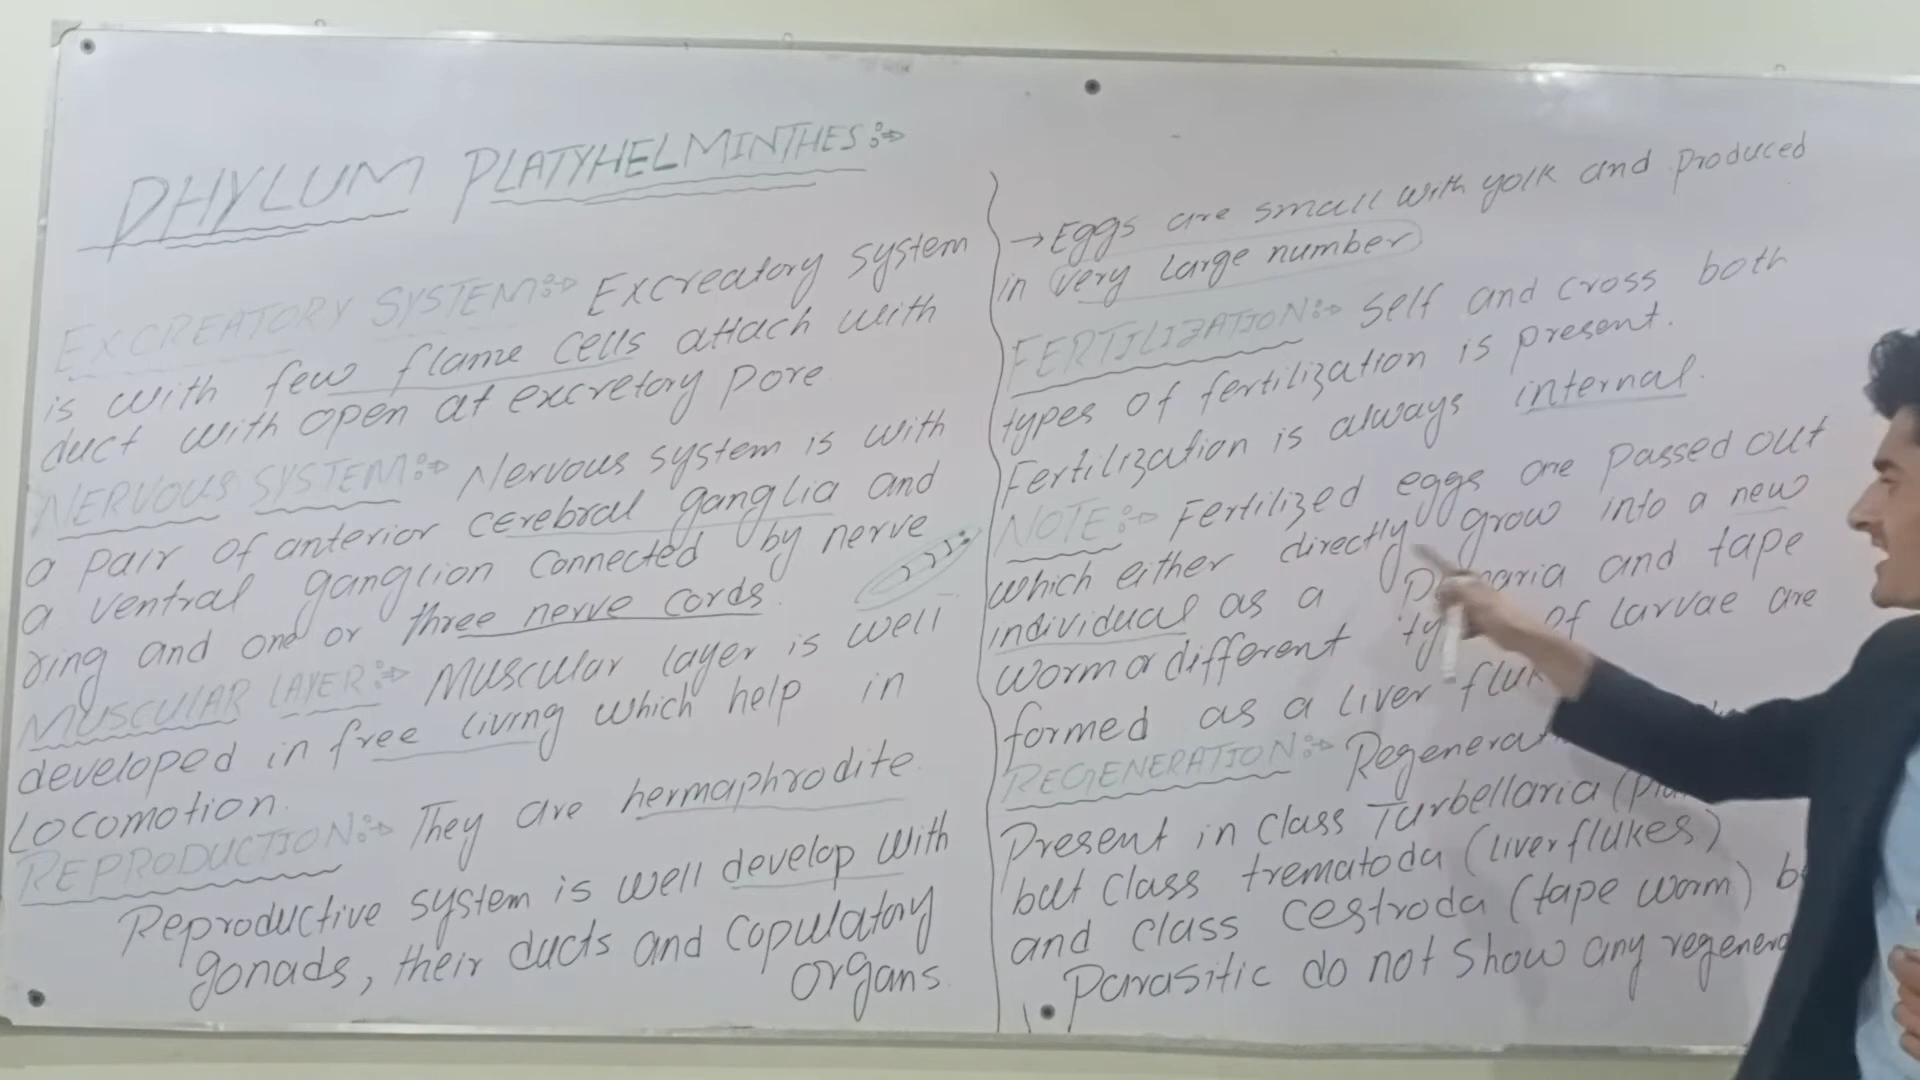 PHYLUM PLATYHELMINTHES:⇒
EXCREATORY SYSTEM:⇒ Excreatory system
is with few flame cells attach with
duct with open at excretory pore
NERVOUS SYSTEM:⇒ Nervous system is with
a pair of anterior cerebral ganglia and
a ventral ganglion connected by nerve
ring and one or three nerve cords.
MUSCULAR LAYER:⇒ Muscular layer is well
developed in free living which help in
Locomotion.
REPRODUCTION:⇒ They are hermaphrodite.
Reproductive system is well develop with
gonads, their ducts and copulatory
organs.
→ Eggs are small with yolk and produced
in very large number
FERTILIZATION:⇒ Self and cross both
types of fertilization is present.
Fertilization is always internal.
NOTE:⇒ Fertilized eggs are passed out
which either directly grow into a new
individual as a and tape
worm or different of larvae are
formed as a liver
REGENERATION:⇒
Present in class Turbellaria
but class trematoda (liver flukes)
and class cestroda (tape worm)
Parasitic do not show any